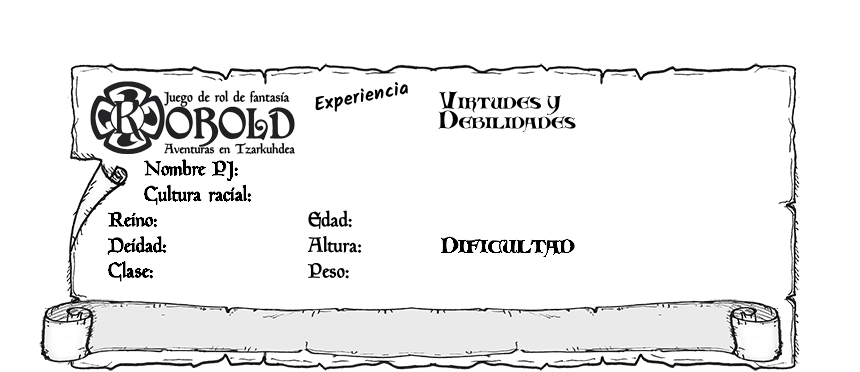 Juego de rol de fantasía
KOBOLD
Aventuras en Tzarkuhdea
Experiencia
VIRTUDES Y
DEBILIDADES
Nombre PJ:
Cultura racial:
Reino:
Edad:
Deidad:
Altura:
DIFICULTAD
Clase:
Peso: